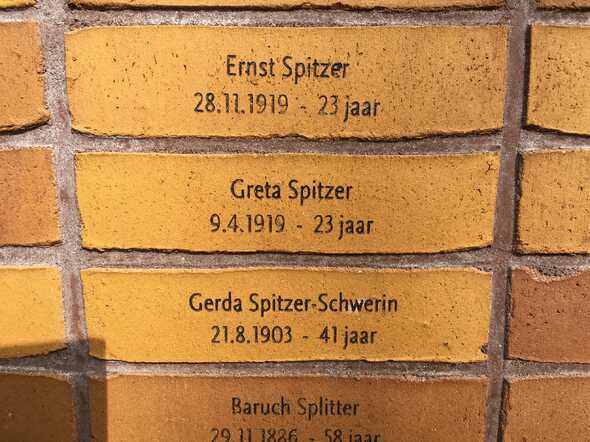 Ernst Spitzer
28.11.1919 - 23 jaar
Greta Spitzer
9.4.1919 - 23 jaar
Gerda Spitzer-Schwerin
21.8.1903 - 41 jaar
Baruch Splitter
29.11.1886 - 58 jaar